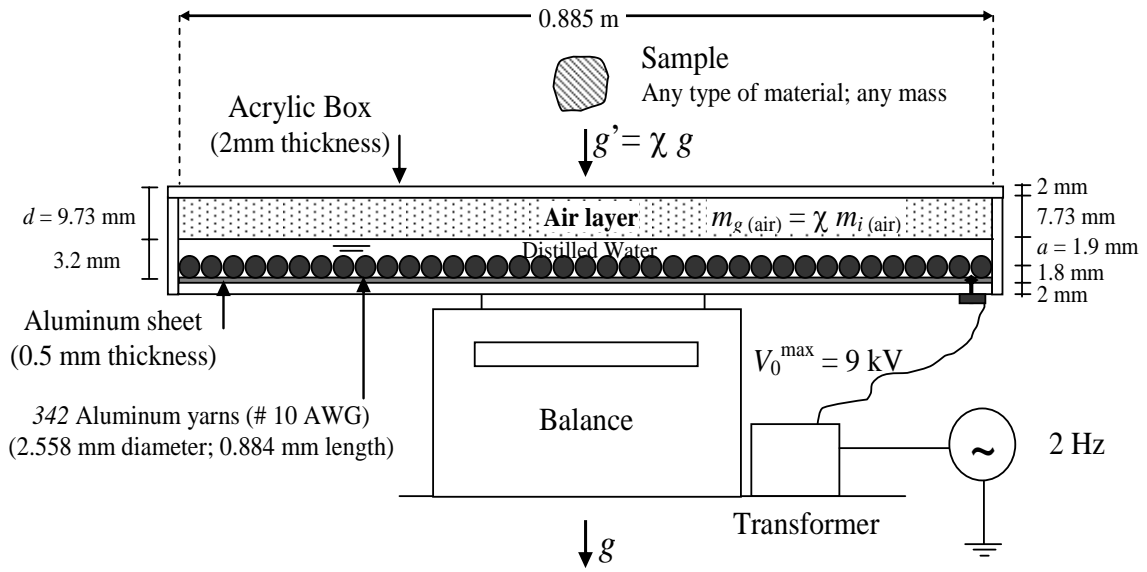 0.885 m
Sample
Any type of material; any mass
Acrylic Box
(2mm thickness)
g’ = χ g
2 mm
d = 9.73 mm
Air layer m_g (air) = χ m_i (air)
7.73 mm
Distilled Water
a = 1.9 mm
3.2 mm
1.8 mm
2 mm
Aluminum sheet
(0.5 mm thickness)
V_0^max = 9 kV
342 Aluminum yarns (# 10 AWG)
(2.558 mm diameter; 0.884 mm length)
Balance
~
2 Hz
Transformer
g